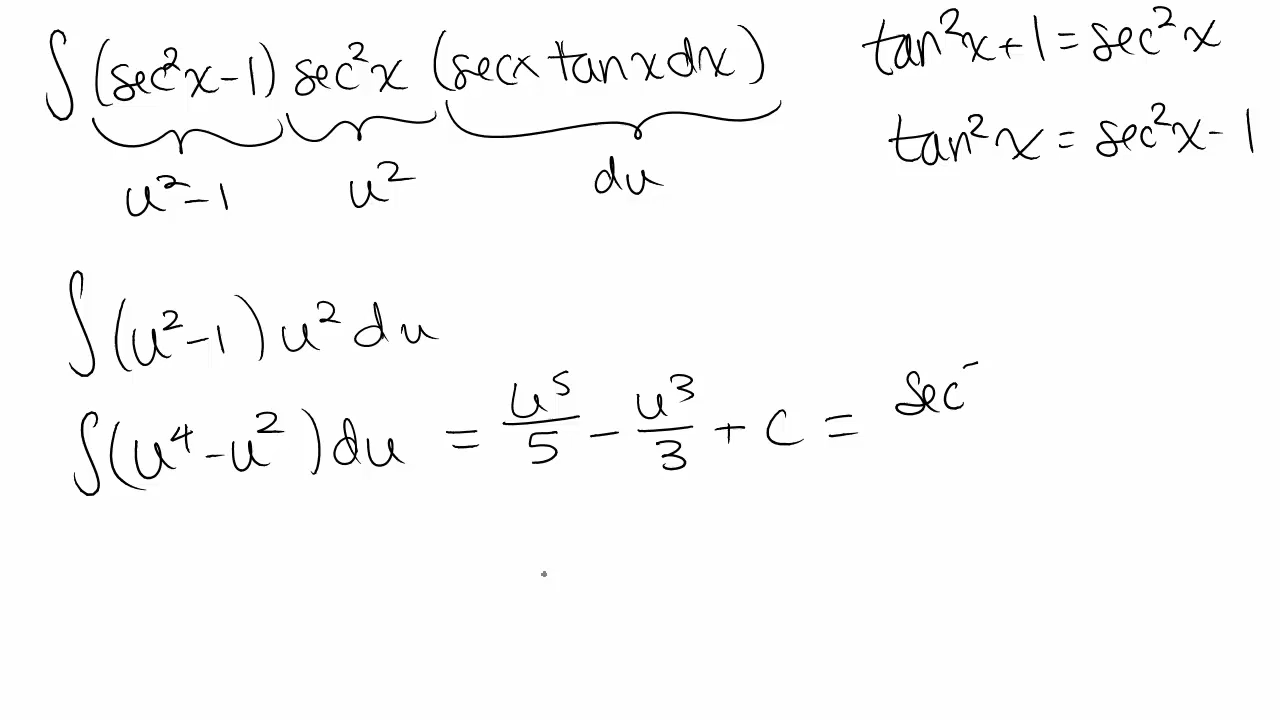 ∫ (sec²x-1) sec²x (secx tanx dx)
u²-1 u² du
tan²x+1 = sec²x
tan²x = sec²x-1
∫ (u²-1) u² du
∫ (u⁴-u²) du = u⁵/5 - u³/3 + C = sec